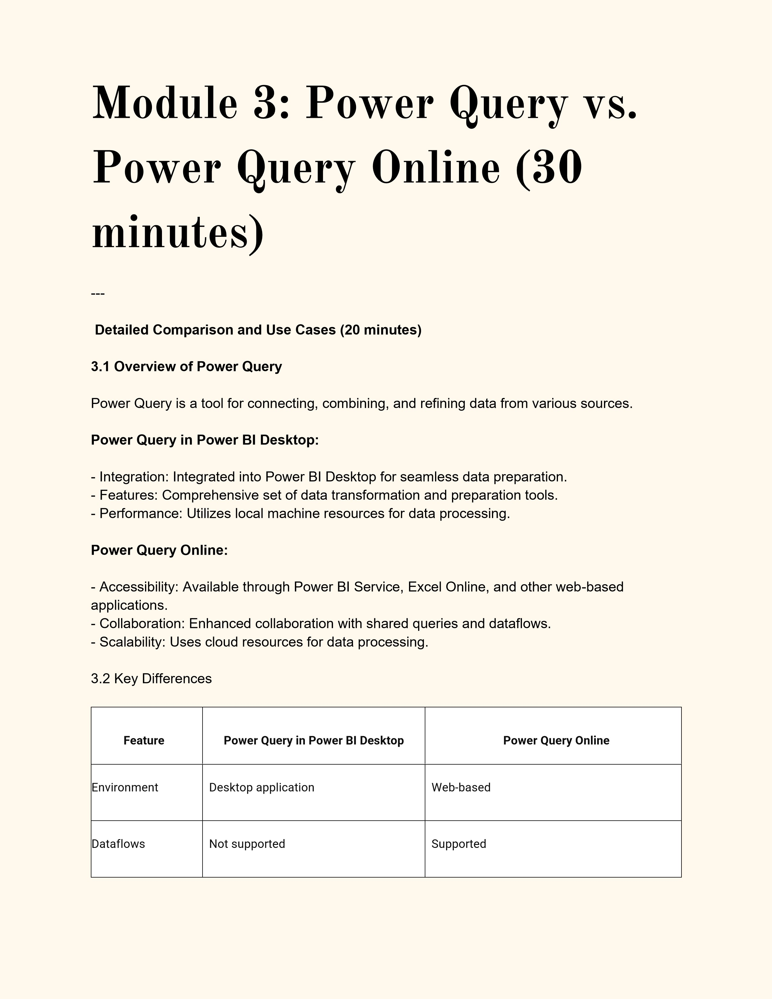 Module 3: Power Query vs.
Power Query Online (30
minutes)
---
Detailed Comparison and Use Cases (20 minutes)
3.1 Overview of Power Query
Power Query is a tool for connecting, combining, and refining data from various sources.
Power Query in Power BI Desktop:
- Integration: Integrated into Power BI Desktop for seamless data preparation.
- Features: Comprehensive set of data transformation and preparation tools.
- Performance: Utilizes local machine resources for data processing.
Power Query Online:
- Accessibility: Available through Power BI Service, Excel Online, and other web-based
applications.
- Collaboration: Enhanced collaboration with shared queries and dataflows.
- Scalability: Uses cloud resources for data processing.
3.2 Key Differences
Feature Power Query in Power BI Desktop Power Query Online
Environment Desktop application Web-based
Dataflows Not supported Supported